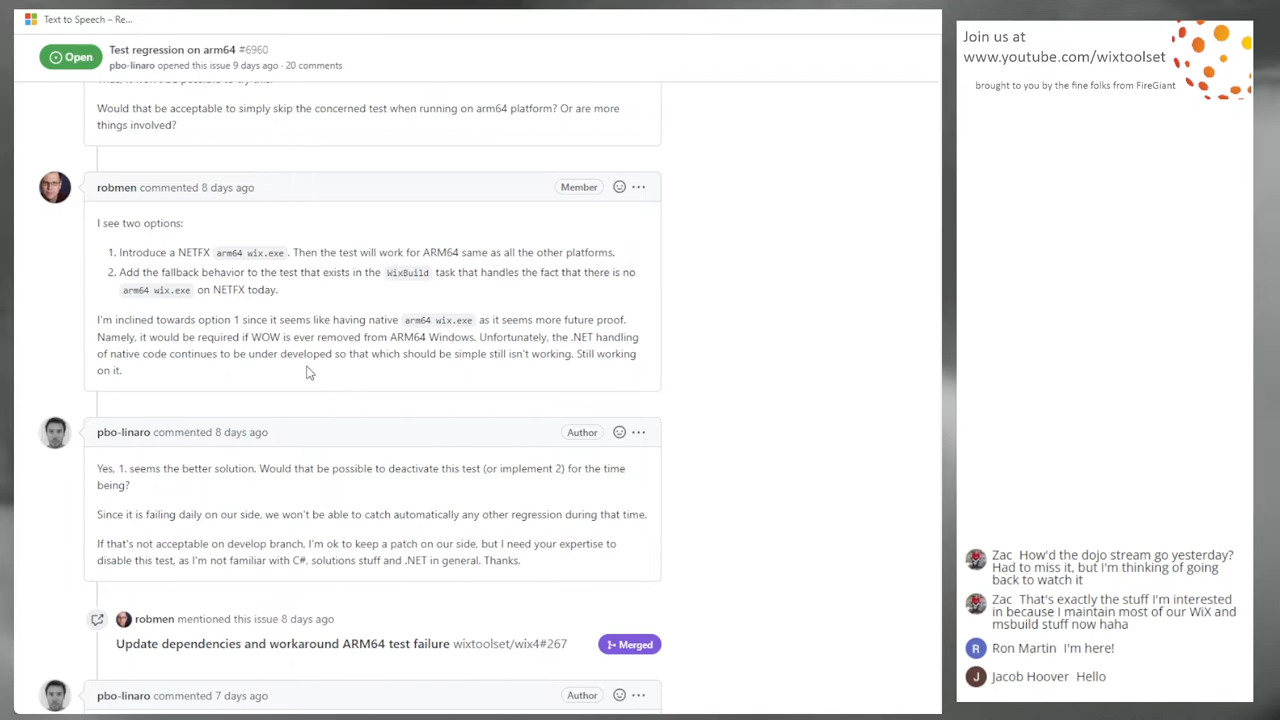 Text to Speech – Re...
Open
Test regression on arm64 #6960
pbo-linaro opened this issue 9 days ago · 20 comments
Would that be acceptable to simply skip the concerned test when running on arm64 platform? Or are more
things involved?
robmen commented 8 days ago
Member
I see two options:
1. Introduce a NETFX arm64 wix.exe. Then the test will work for ARM64 same as all the other platforms.
2. Add the fallback behavior to the test that exists in the WixBuild task that handles the fact that there is no
arm64 wix.exe on NETFX today.
I'm inclined towards option 1 since it seems like having native arm64 wix.exe as it seems more future proof.
Namely, it would be required if WOW is ever removed from ARM64 Windows. Unfortunately, the .NET handling
of native code continues to be under developed so that which should be simple still isn't working. Still working
on it.
pbo-linaro commented 8 days ago
Author
Yes, 1. seems the better solution. Would that be possible to deactivate this test (or implement 2) for the time
being?
Since it is failing daily on our side, we won't be able to catch automatically any other regression during that time.
If that's not acceptable on develop branch, I'm ok to keep a patch on our side, but I need your expertise to
disable this test, as I'm not familiar with C#, solutions stuff and .NET in general. Thanks.
robmen mentioned this issue 8 days ago
Update dependencies and workaround ARM64 test failure wixtoolset/wix4#267
Merged
pbo-linaro commented 7 days ago
Author
Join us at
www.youtube.com/wixtoolset
brought to you by the fine folks from FireGiant
Zac How'd the dojo stream go yesterday?
Had to miss it, but I'm thinking of going
back to watch it
Zac That's exactly the stuff I'm interested
in because I maintain most of our WiX and
msbuild stuff now haha
R
Ron Martin I'm here!
J
Jacob Hoover Hello